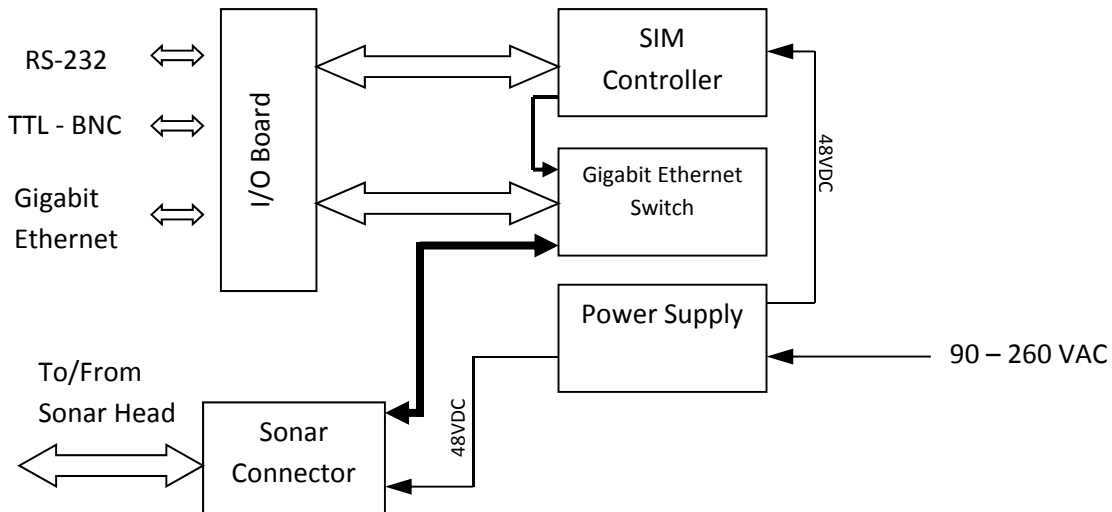 RS-232
TTL - BNC
Gigabit
Ethernet
I/O Board
SIM
Controller
Gigabit Ethernet
Switch
48VDC
Power Supply
90 – 260 VAC
To/From
Sonar Head
Sonar
Connector
48VDC